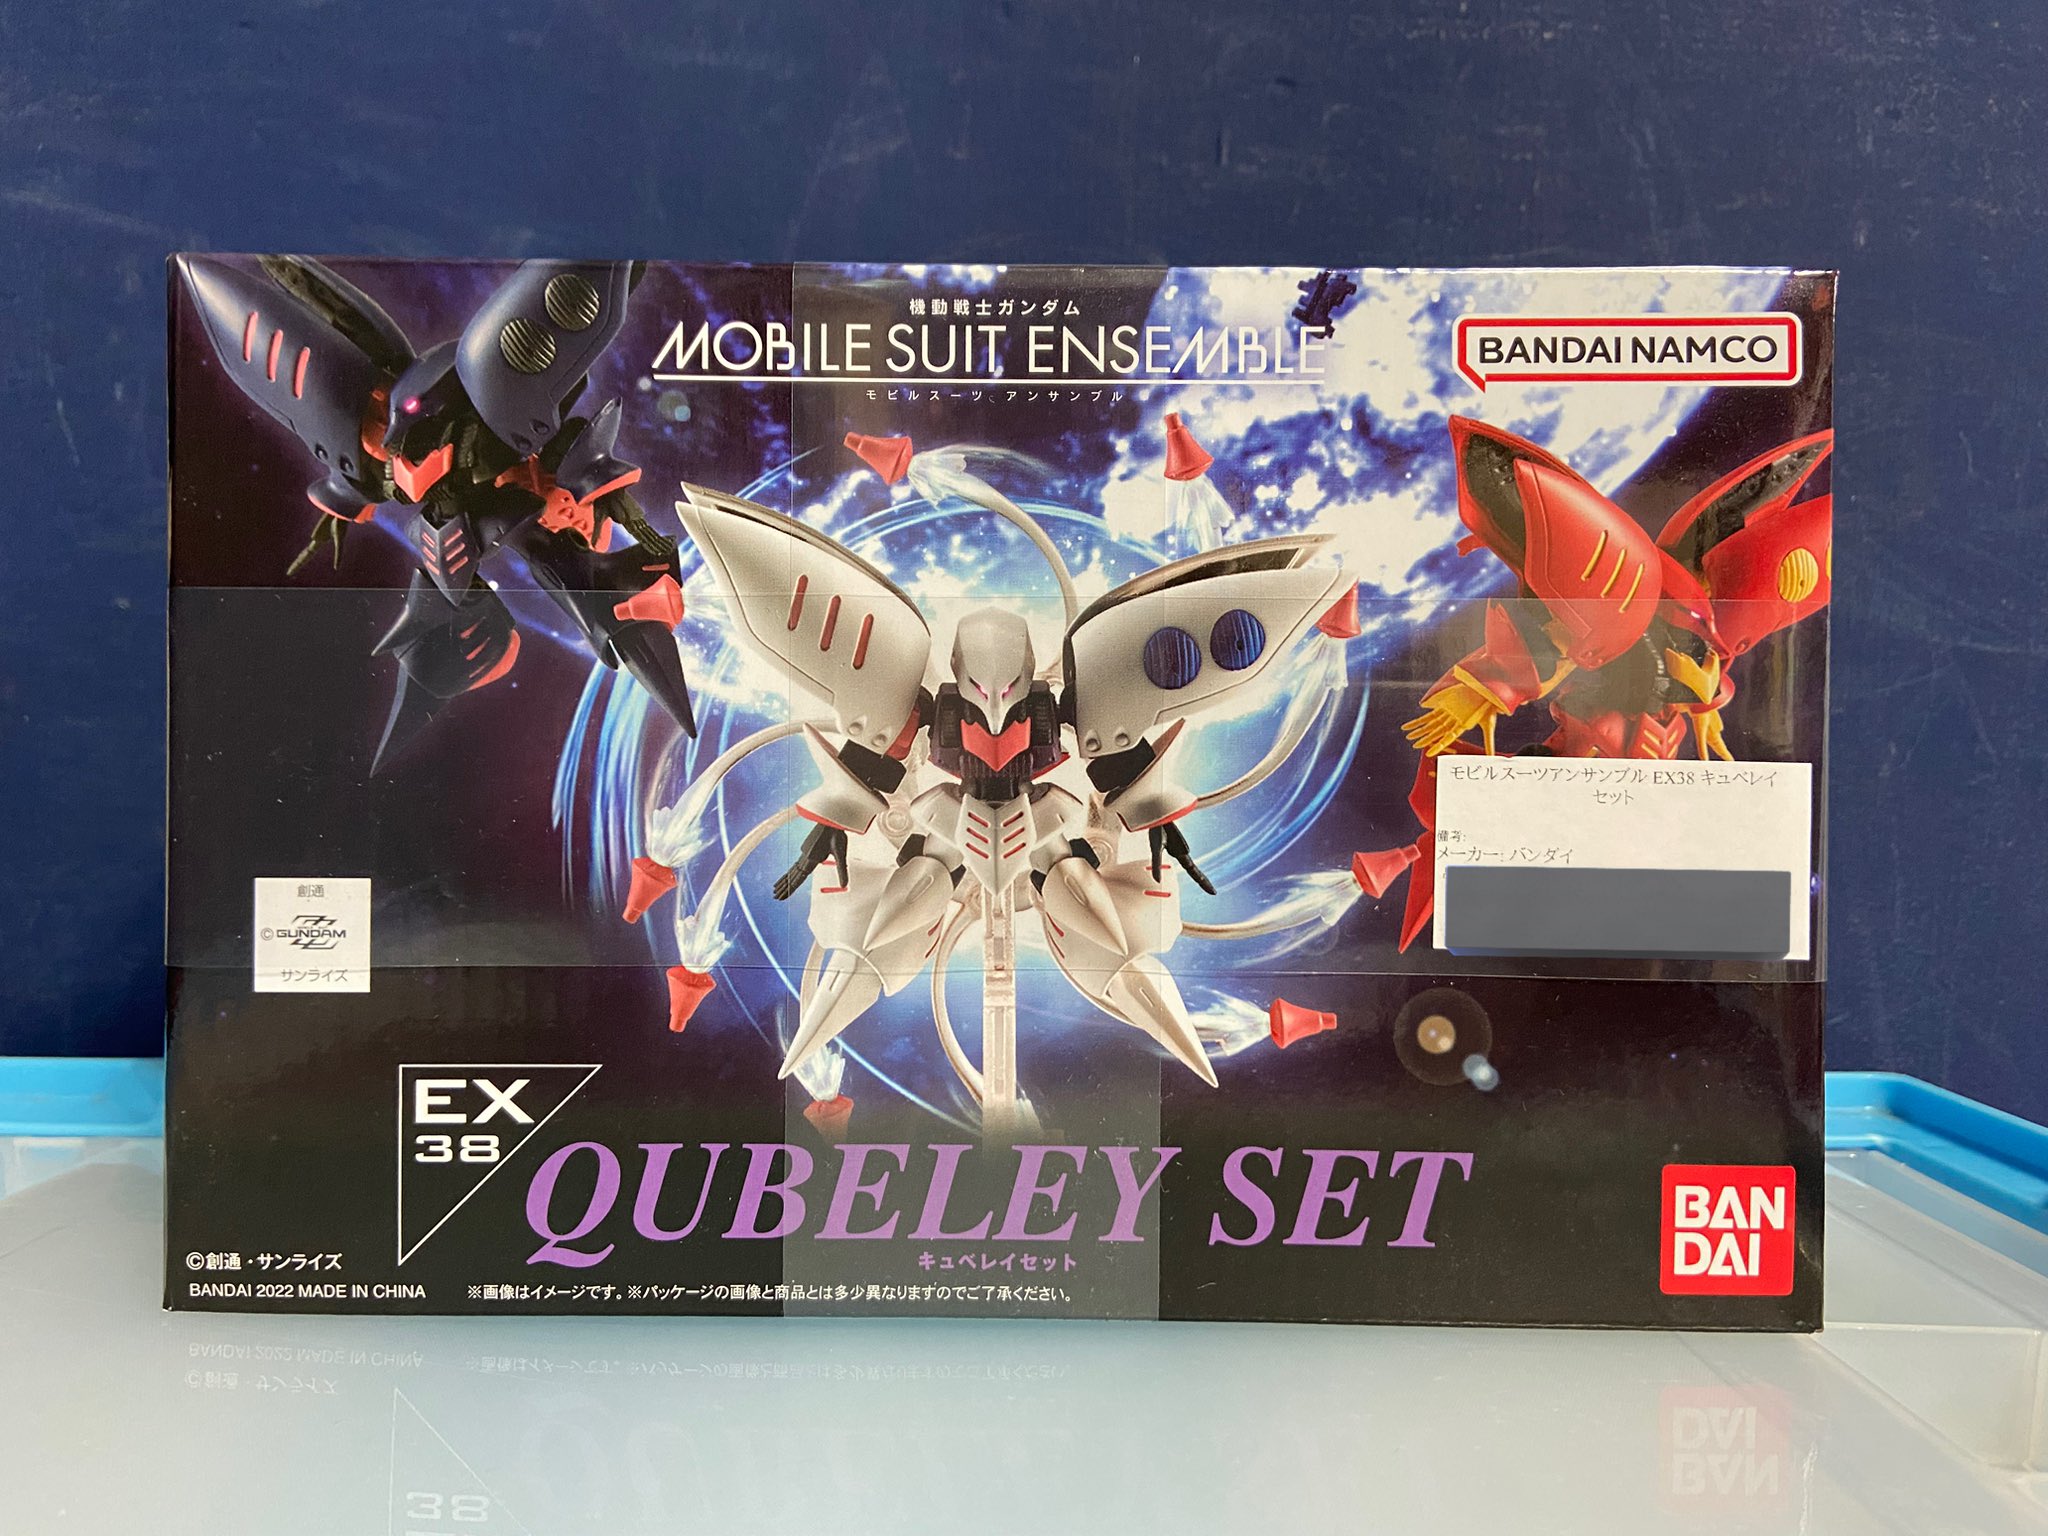 機動戦士ガンダム
MOBILE SUIT ENSEMBLE
モビルスーツ アンサンブル
BANDAI NAMCO
モビルスーツアンサンブル EX38 キュベレイ
セット
備考:
メーカー: バンダイ
創通
©GUNDAM
サンライズ
EX
38
QUBELEY SET
キュベレイセット
©創通・サンライズ
BANDAI 2022 MADE IN CHINA
※画像はイメージです。※パッケージの画像と商品とは多少異なりますのでご了承ください。
BAN
DAI